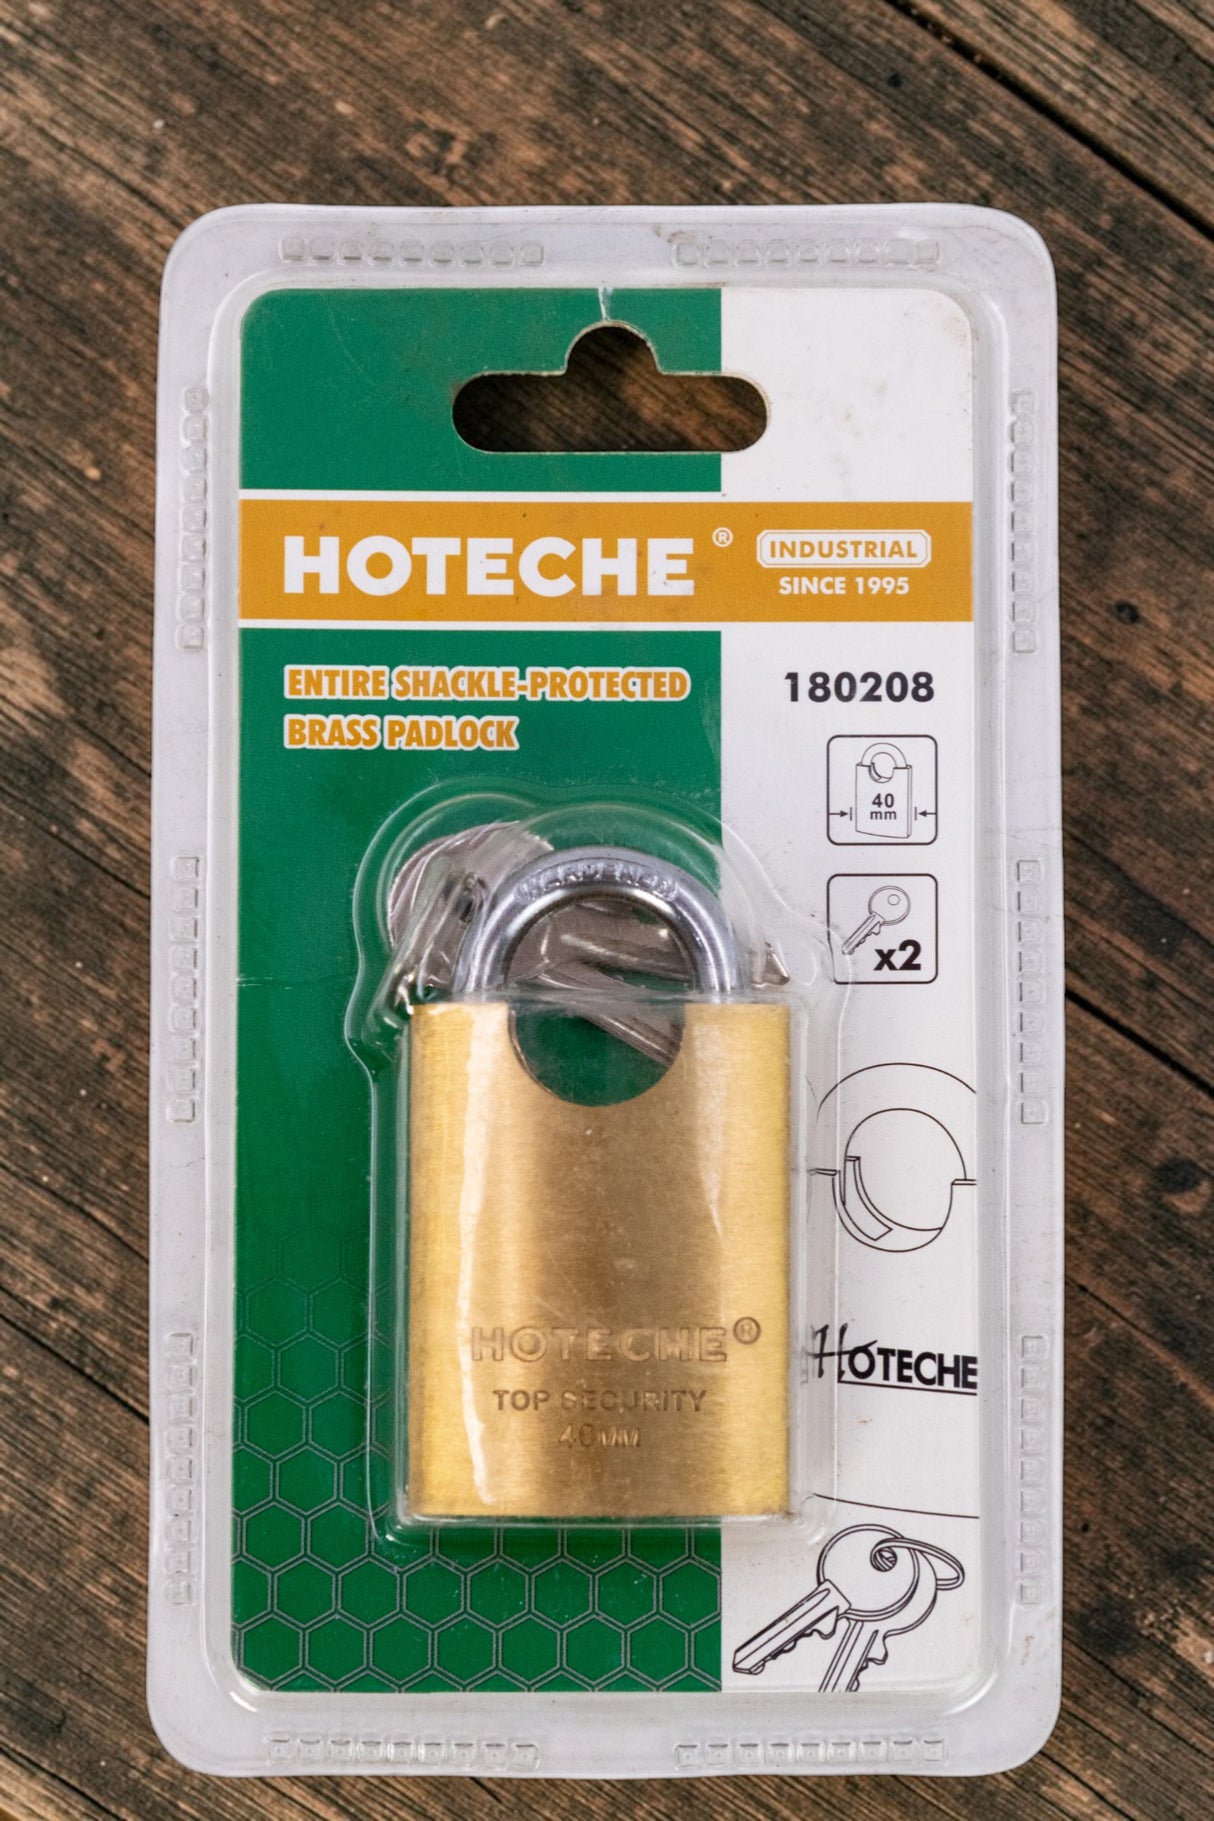 HOTECHE®
INDUSTRIAL
SINCE 1995
ENTIRE SHACKLE-PROTECTED
BRASS PADLOCK
180208
40
mm
x2
HARDENED
HOTECHE®
TOP SECURITY
40MM
HOTECHE